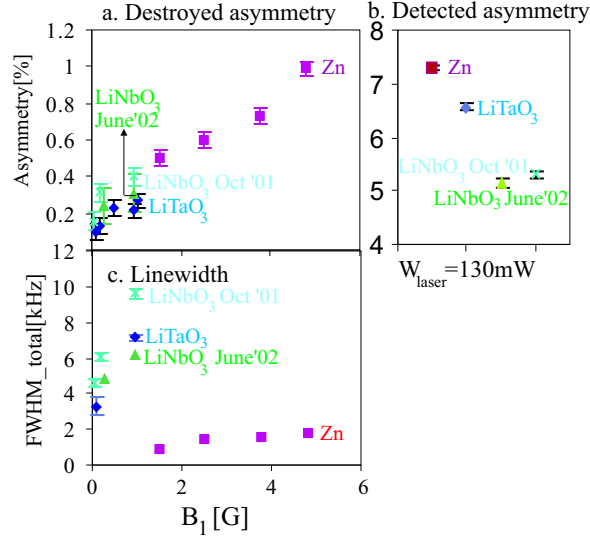 a. Destroyed asymmetry
b. Detected asymmetry
Asymmetry[%]
1.2
1
0.8
0.6
0.4
0.2
Zn
LiNbO3
June'02
LiNbO3 Oct '01
LiTaO3
8
7
6
5
4
Zn
LiTaO3
LiNbO3 Oct '01
LiNbO3 June'02
Wlaser=130mW
c. Linewidth
FWHM_total[kHz]
12
10
8
6
4
2
0
LiNbO3 Oct '01
LiTaO3
LiNbO3 June'02
Zn
0
2
4
6
B1[G]